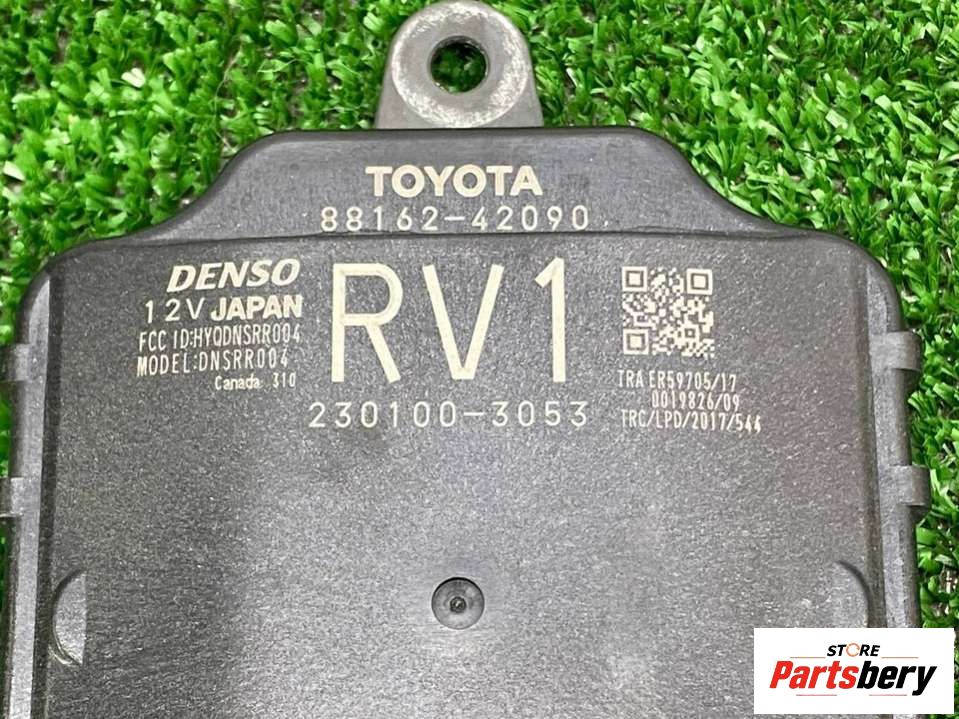 TOYOTA
88162-42090
DENSO
12V JAPAN
FCC ID:HYQDNSRR004
MODEL:DNSRR004
Canada 310
RV1
230100-3053
TRA ER59705/17
0019826/09
TRC/LPD/2017/544
STORE
Partsbery